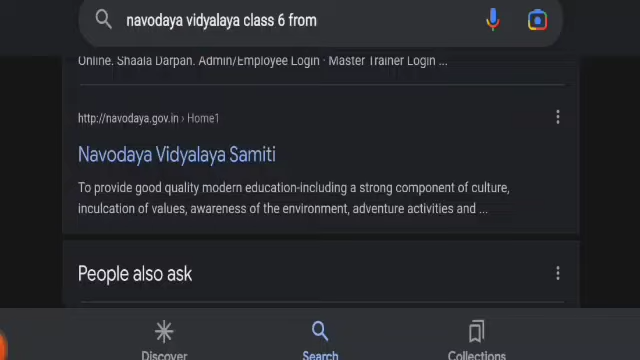 navodaya vidyalaya class 6 from
Online. Shaala Darpan. Admin/Employee Login · Master Trainer Login ...
http://navodaya.gov.in › Home1
Navodaya Vidyalaya Samiti
To provide good quality modern education-including a strong component of culture,
inculcation of values, awareness of the environment, adventure activities and ...
People also ask
Discover Search Collections